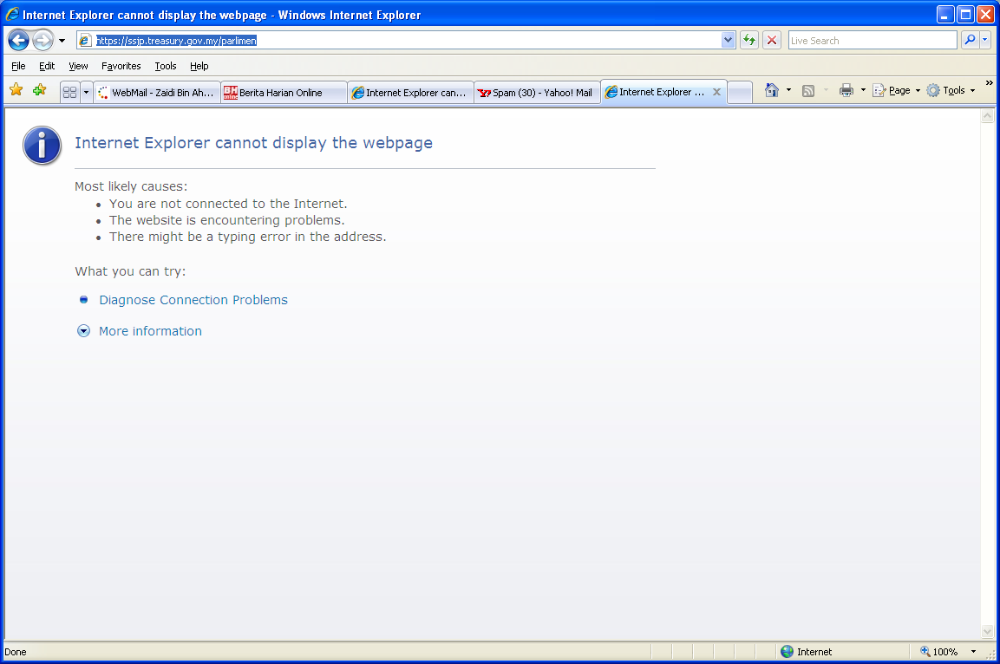 Internet Explorer cannot display the webpage - Windows Internet Explorer
https://ssjp.treasury.gov.my/parlimen
Live Search
File Edit View Favorites Tools Help
WebMail - Zaidi Bin Ah...
BH online Berita Harian Online
Internet Explorer can...
Spam (30) - Yahoo! Mail
Internet Explorer ...
Page Tools »
Internet Explorer cannot display the webpage
Most likely causes:
• You are not connected to the Internet.
• The website is encountering problems.
• There might be a typing error in the address.
What you can try:
Diagnose Connection Problems
More information
Done Internet 100%